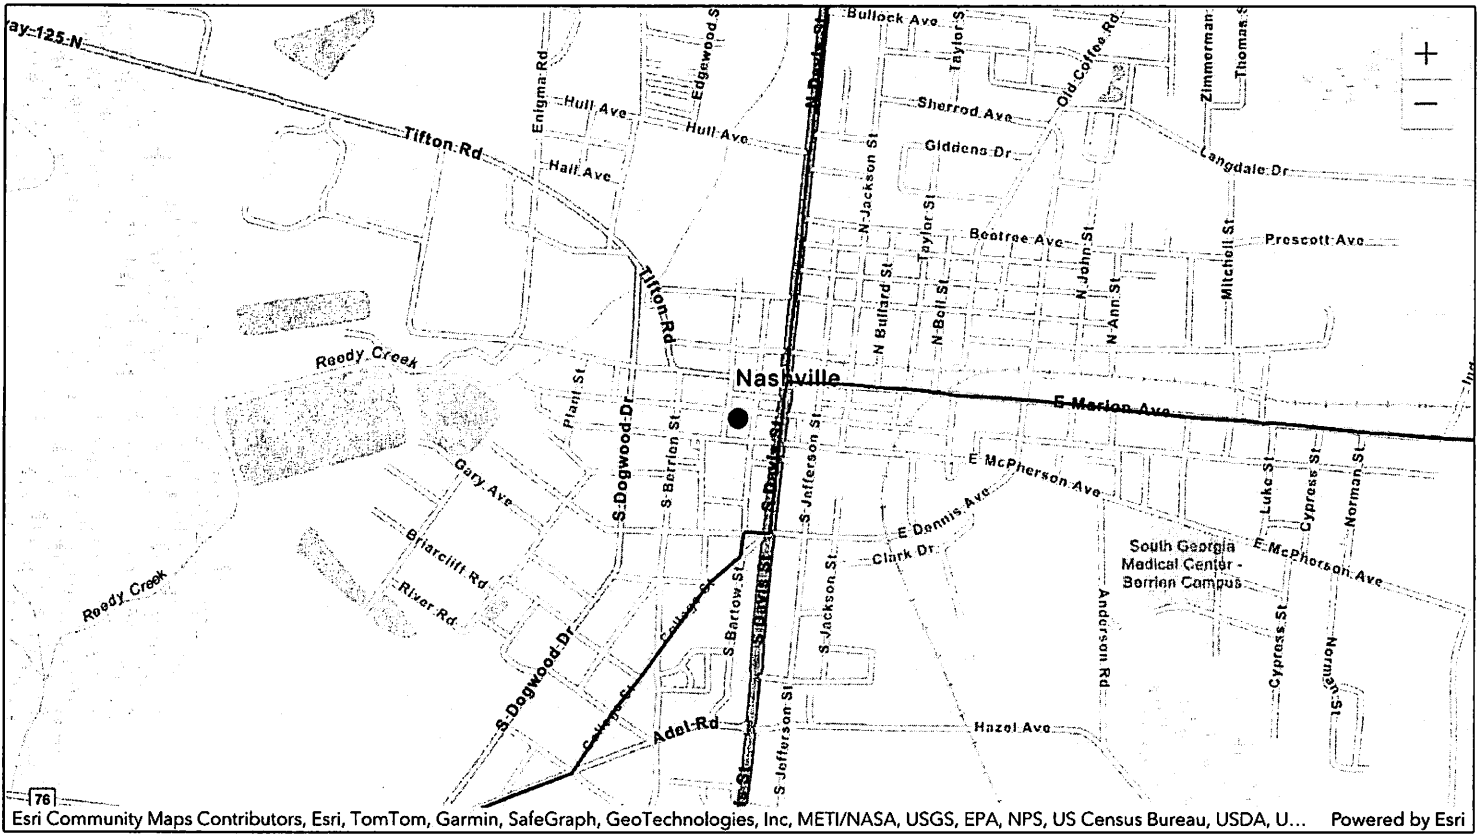 ay 125 N
Bullock Ave
N Davis St
Taylor S
Old Coffee Rd
Zimmerman
Thomas S
Edgewood S
Enigma Rd
+
−
Hull Ave
Hull Ave
Sherrod Ave
Tifton Rd
Giddens Dr
Langdale Dr
Hall Ave
N Jackson St
Taylor St
Beetree Ave
N John St
Mitchell St
Prescott Ave
Tifton Rd
N Bullard St
N Bell St
N Ann St
Reedy Creek
Nashville
Plant St
E Marion Ave
Ind
S Dogwood Dr
S Berrien St
S Davis St
S Jefferson St
E McPherson Ave
Luke St
Cypress St
Norman St
Gary Ave
E Dennis Ave
Clark Dr
South Georgia
Medical Center -
Berrien Campus
E McPherson Ave
Briarcliff Rd
Reedy Creek
River Rd
College St
S Bartow St
S Davis St
S Jackson St
Anderson Rd
Cypress St
Norman St
S Dogwood Dr
College St
Adel Rd
S Jefferson St
Hazel Ave
is St
76
Esri Community Maps Contributors, Esri, TomTom, Garmin, SafeGraph, GeoTechnologies, Inc, METI/NASA, USGS, EPA, NPS, US Census Bureau, USDA, U... Powered by Esri